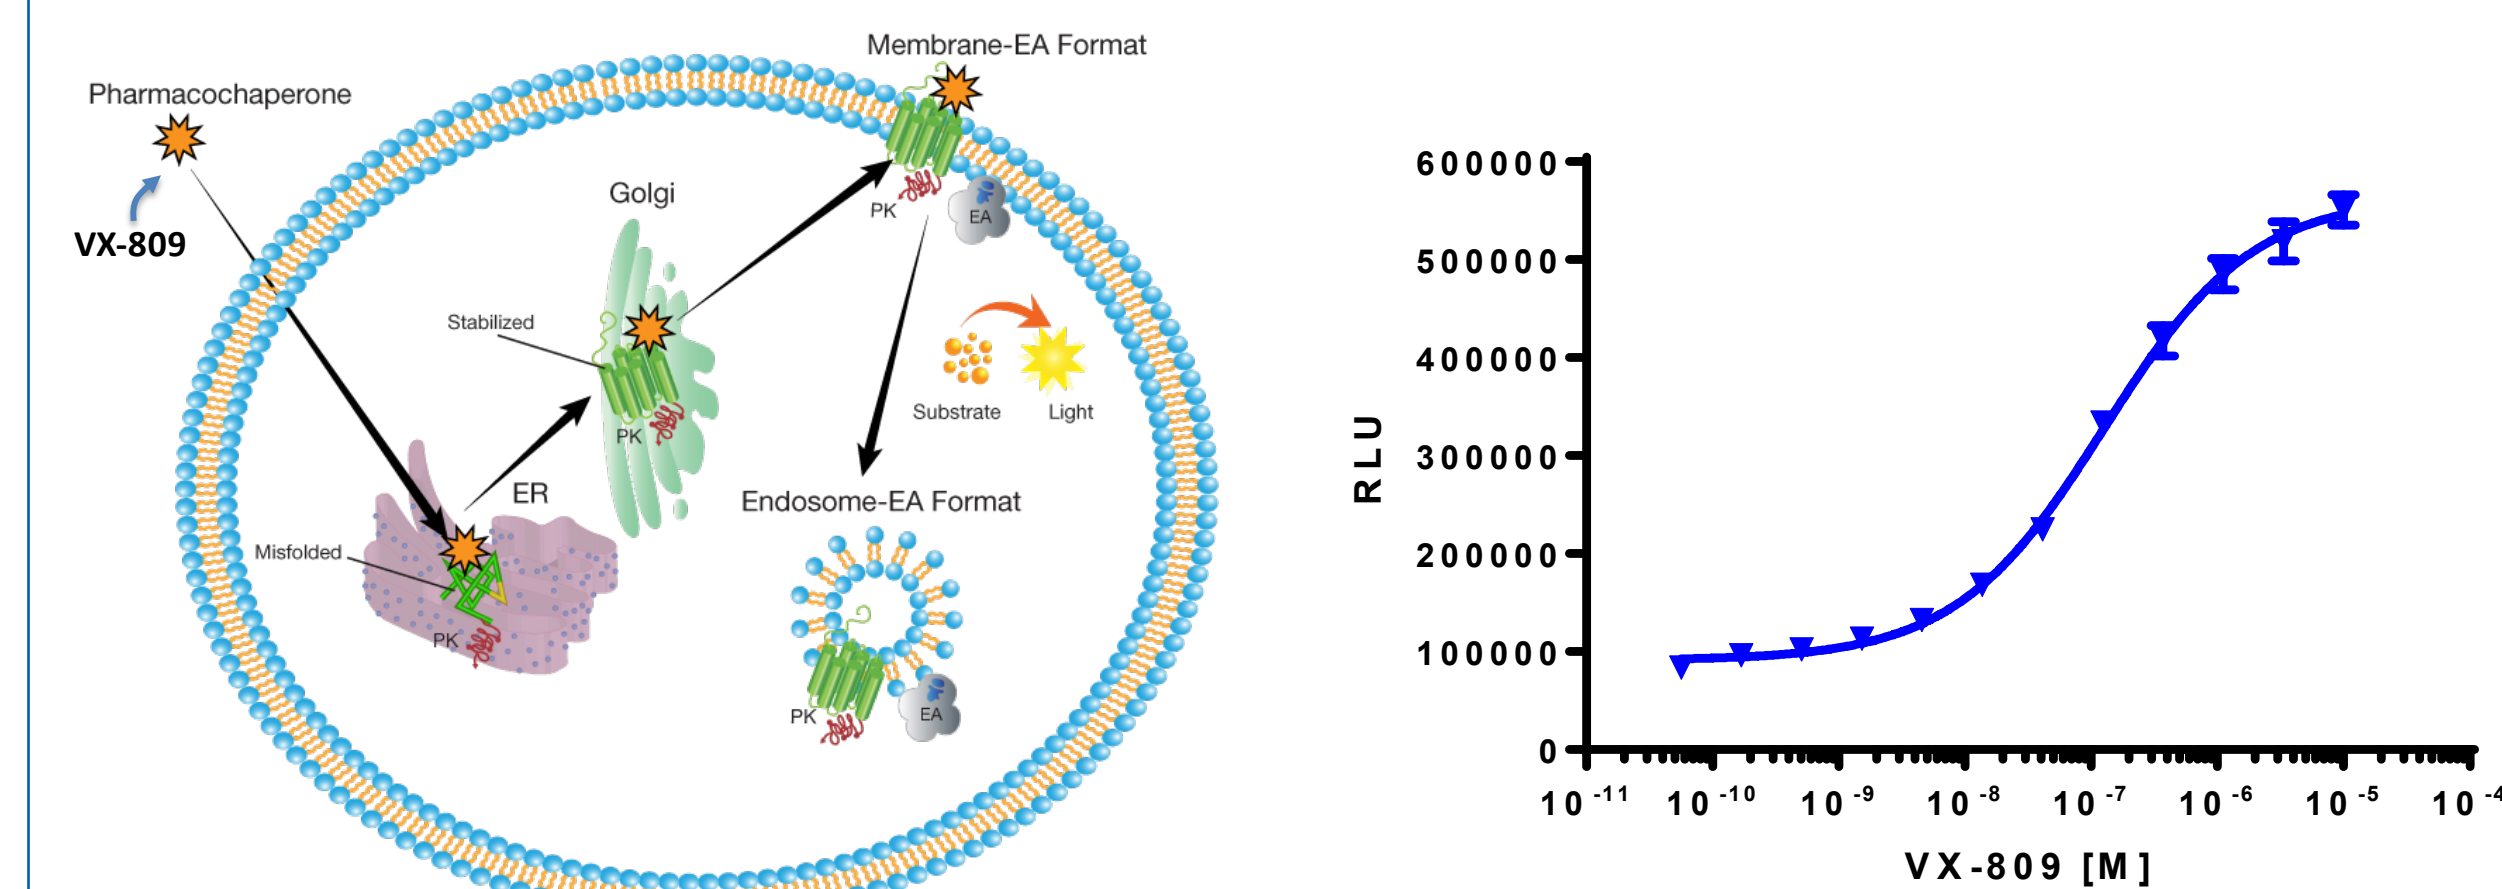 Membrane-EA Format
Pharmacochaperone
VX-809
Golgi
PK
EA
Stabilized
PK
Substrate
Light
ER
Misfolded
PK
Endosome-EA Format
PK
EA
RLU
600000
500000
400000
300000
200000
100000
0
10-11 10-10 10-9 10-8 10-7 10-6 10-5 10-4
VX-809 [M]